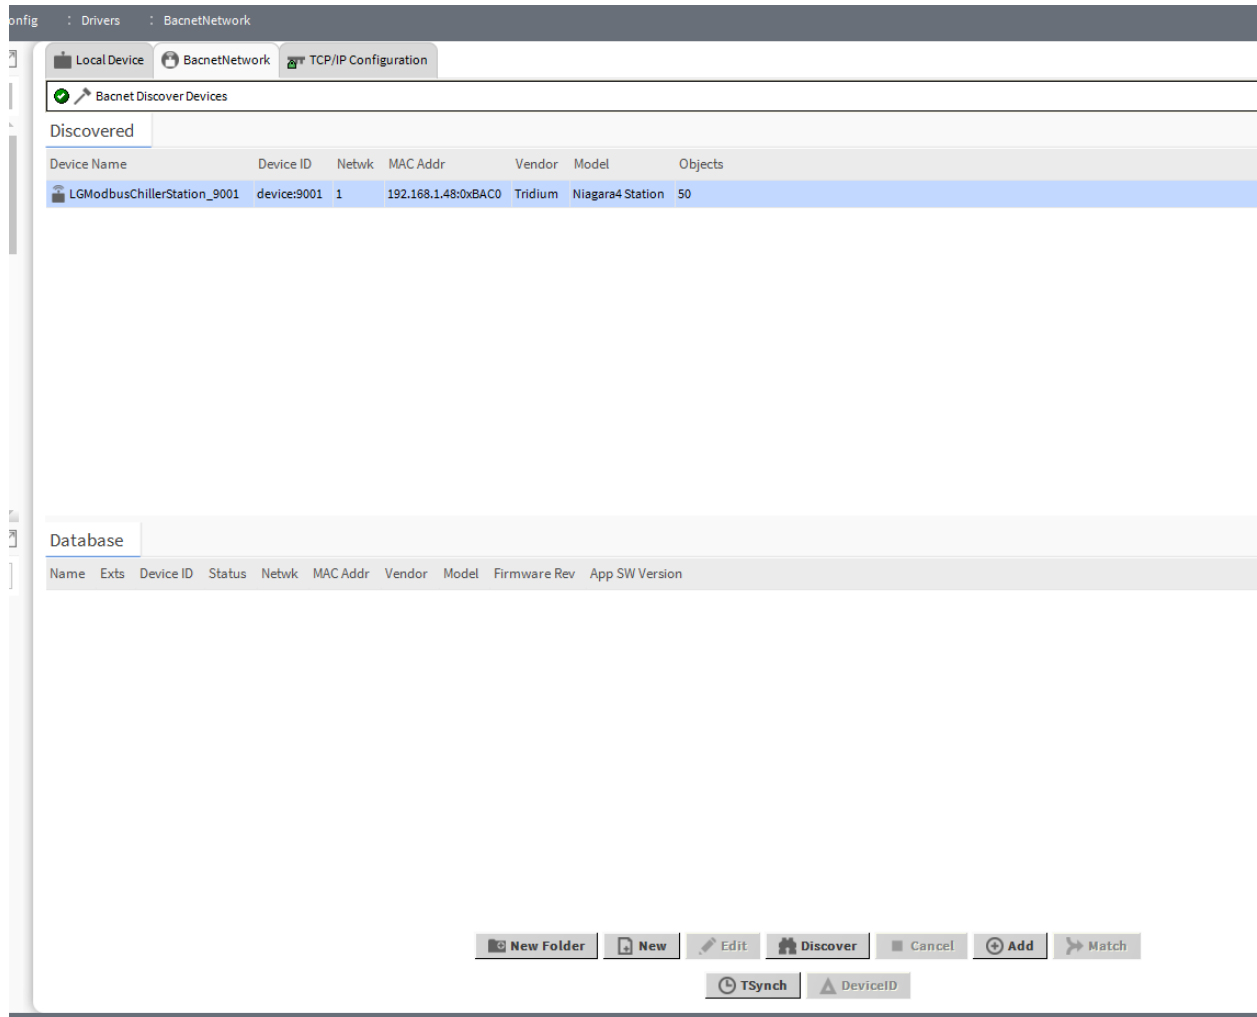 onfig : Drivers : BacnetNetwork
Local Device BacnetNetwork TCP/IP Configuration
Bacnet Discover Devices
Discovered
Device Name Device ID Netwk MAC Addr Vendor Model Objects
LGModbusChillerStation_9001 device:9001 1 192.168.1.48:0xBAC0 Tridium Niagara4 Station 50
Database
Name Exts Device ID Status Netwk MAC Addr Vendor Model Firmware Rev App SW Version
New Folder New Edit Discover Cancel Add Match
TSynch DeviceID